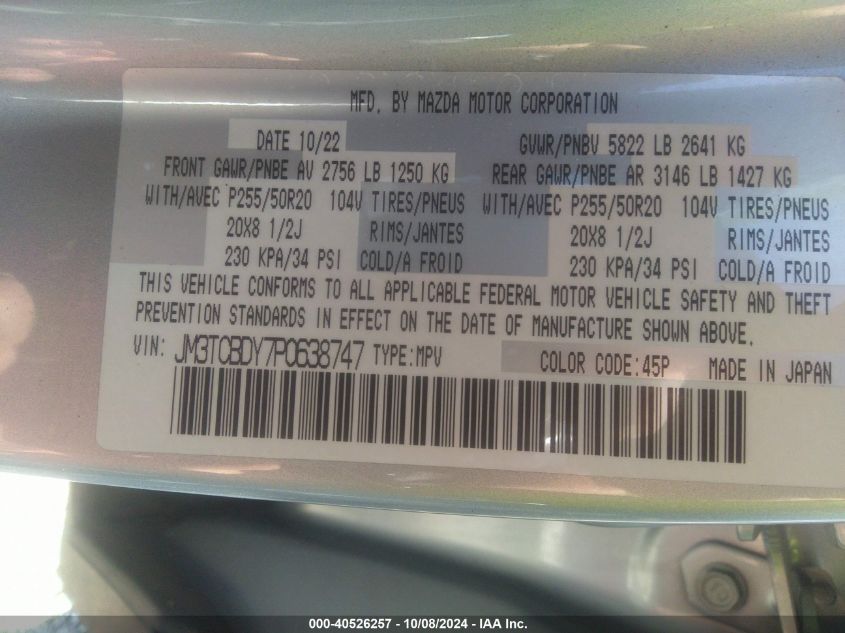 MFD. BY MAZDA MOTOR CORPORATION
DATE 10/22 GVWR/PNBV 5822 LB 2641 KG
FRONT GAWR/PNBE AV 2756 LB 1250 KG REAR GAWR/PNBE AR 3146 LB 1427 KG
WITH/AVEC P255/50R20 104V TIRES/PNEUS WITH/AVEC P255/50R20 104V TIRES/PNEUS
20X8 1/2J RIMS/JANTES 20X8 1/2J RIMS/JANTES
230 KPA/34 PSI COLD/A FROID 230 KPA/34 PSI COLD/A FROID
THIS VEHICLE CONFORMS TO ALL APPLICABLE FEDERAL MOTOR VEHICLE SAFETY AND THEFT
PREVENTION STANDARDS IN EFFECT ON THE DATE OF MANUFACTURE SHOWN ABOVE.
VIN: JM3TCBDY7P0638747 TYPE:MPV COLOR CODE:45P MADE IN JAPAN
000-40526257 - 10/08/2024 - IAA Inc.